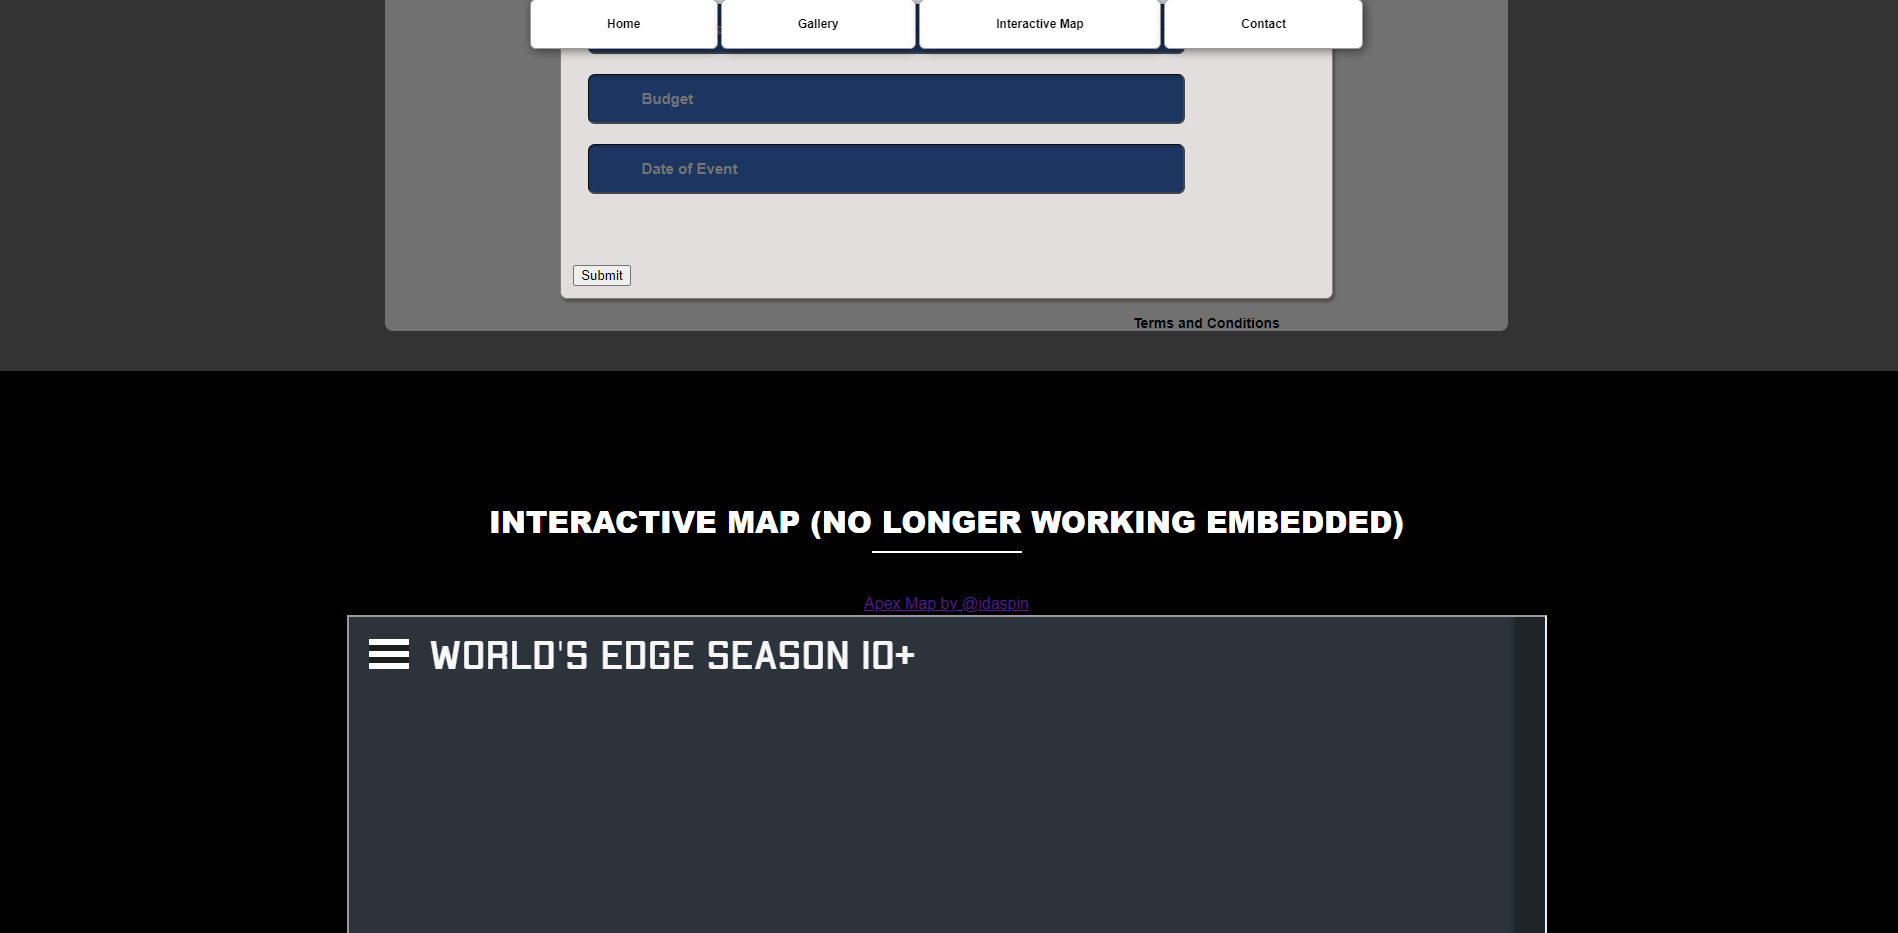 Home Gallery Interactive Map Contact
Budget
Date of Event
Submit
Terms and Conditions
INTERACTIVE MAP (NO LONGER WORKING EMBEDDED)
Apex Map by @idaspin
WORLD'S EDGE SEASON 10+